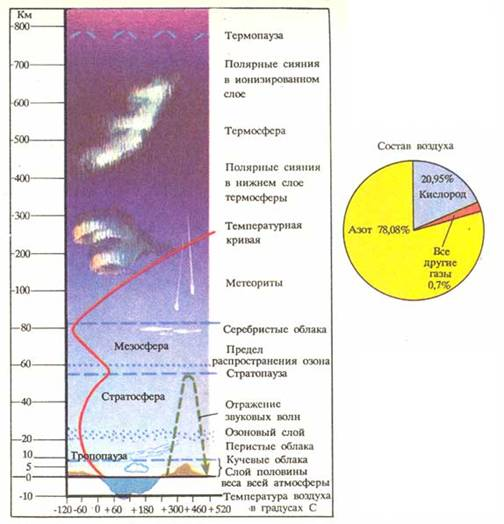 Км
800
700
600
500
400
300
200
100
80
60
40
20
10
5
0
-10
-120 -60 0 +60 +300 +460 +520
Термопауза
Полярные сияния
в ионизированном
слое
Термосфера
Полярные сияния
в нижнем слое
термосферы
Температурная
кривая
Метеориты
Серебристые облака
Мезосфера
Предел
распространения озона
Стратопауза
Стратосфера
Отражение
звуковых волн
Озоновый слой
Перистые облака
Тропопауза
Кучевые облака
Слой половины
веса всей атмосферы
Температура воздуха
в градусах С
Состав воздуха
20,95%
Кислород
Азот 78,08%
Все
другие
газы
0,7%